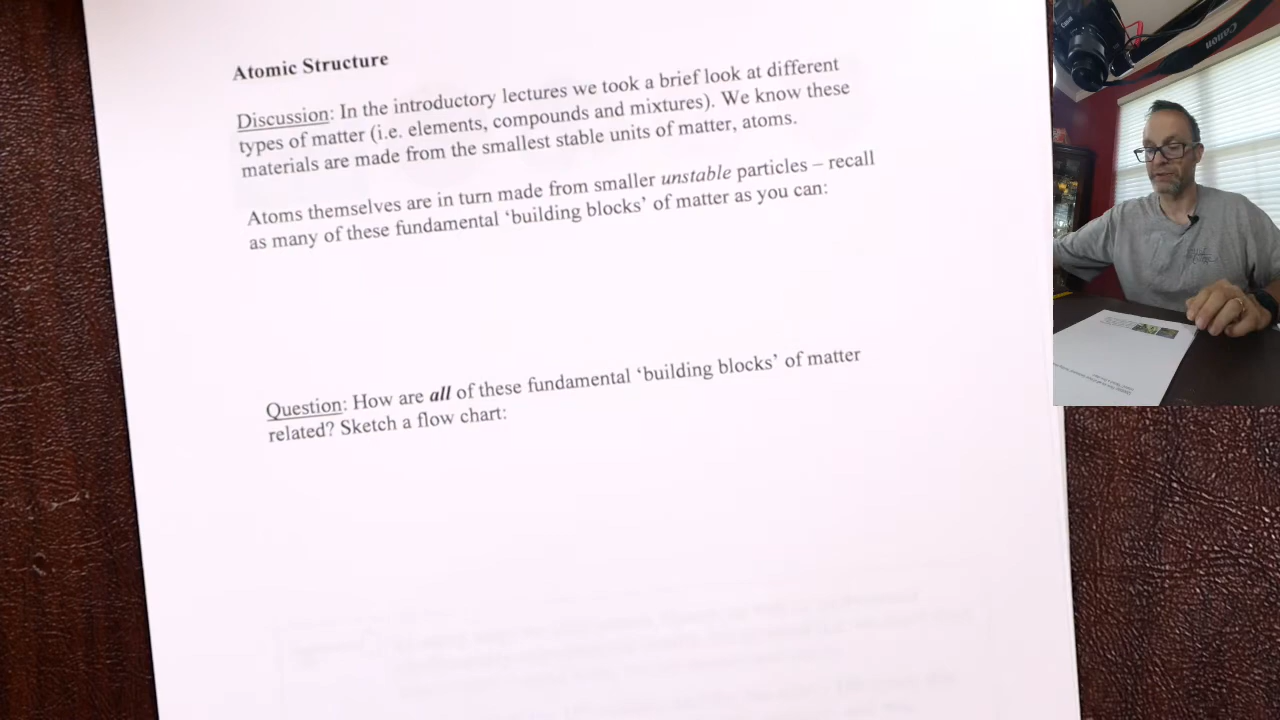 Atomic Structure
Discussion: In the introductory lectures we took a brief look at different
types of matter (i.e. elements, compounds and mixtures). We know these
materials are made from the smallest stable units of matter, atoms.
Atoms themselves are in turn made from smaller unstable particles – recall
as many of these fundamental ‘building blocks’ of matter as you can:
Question: How are all of these fundamental ‘building blocks’ of matter
related? Sketch a flow chart:
Canon
Canon